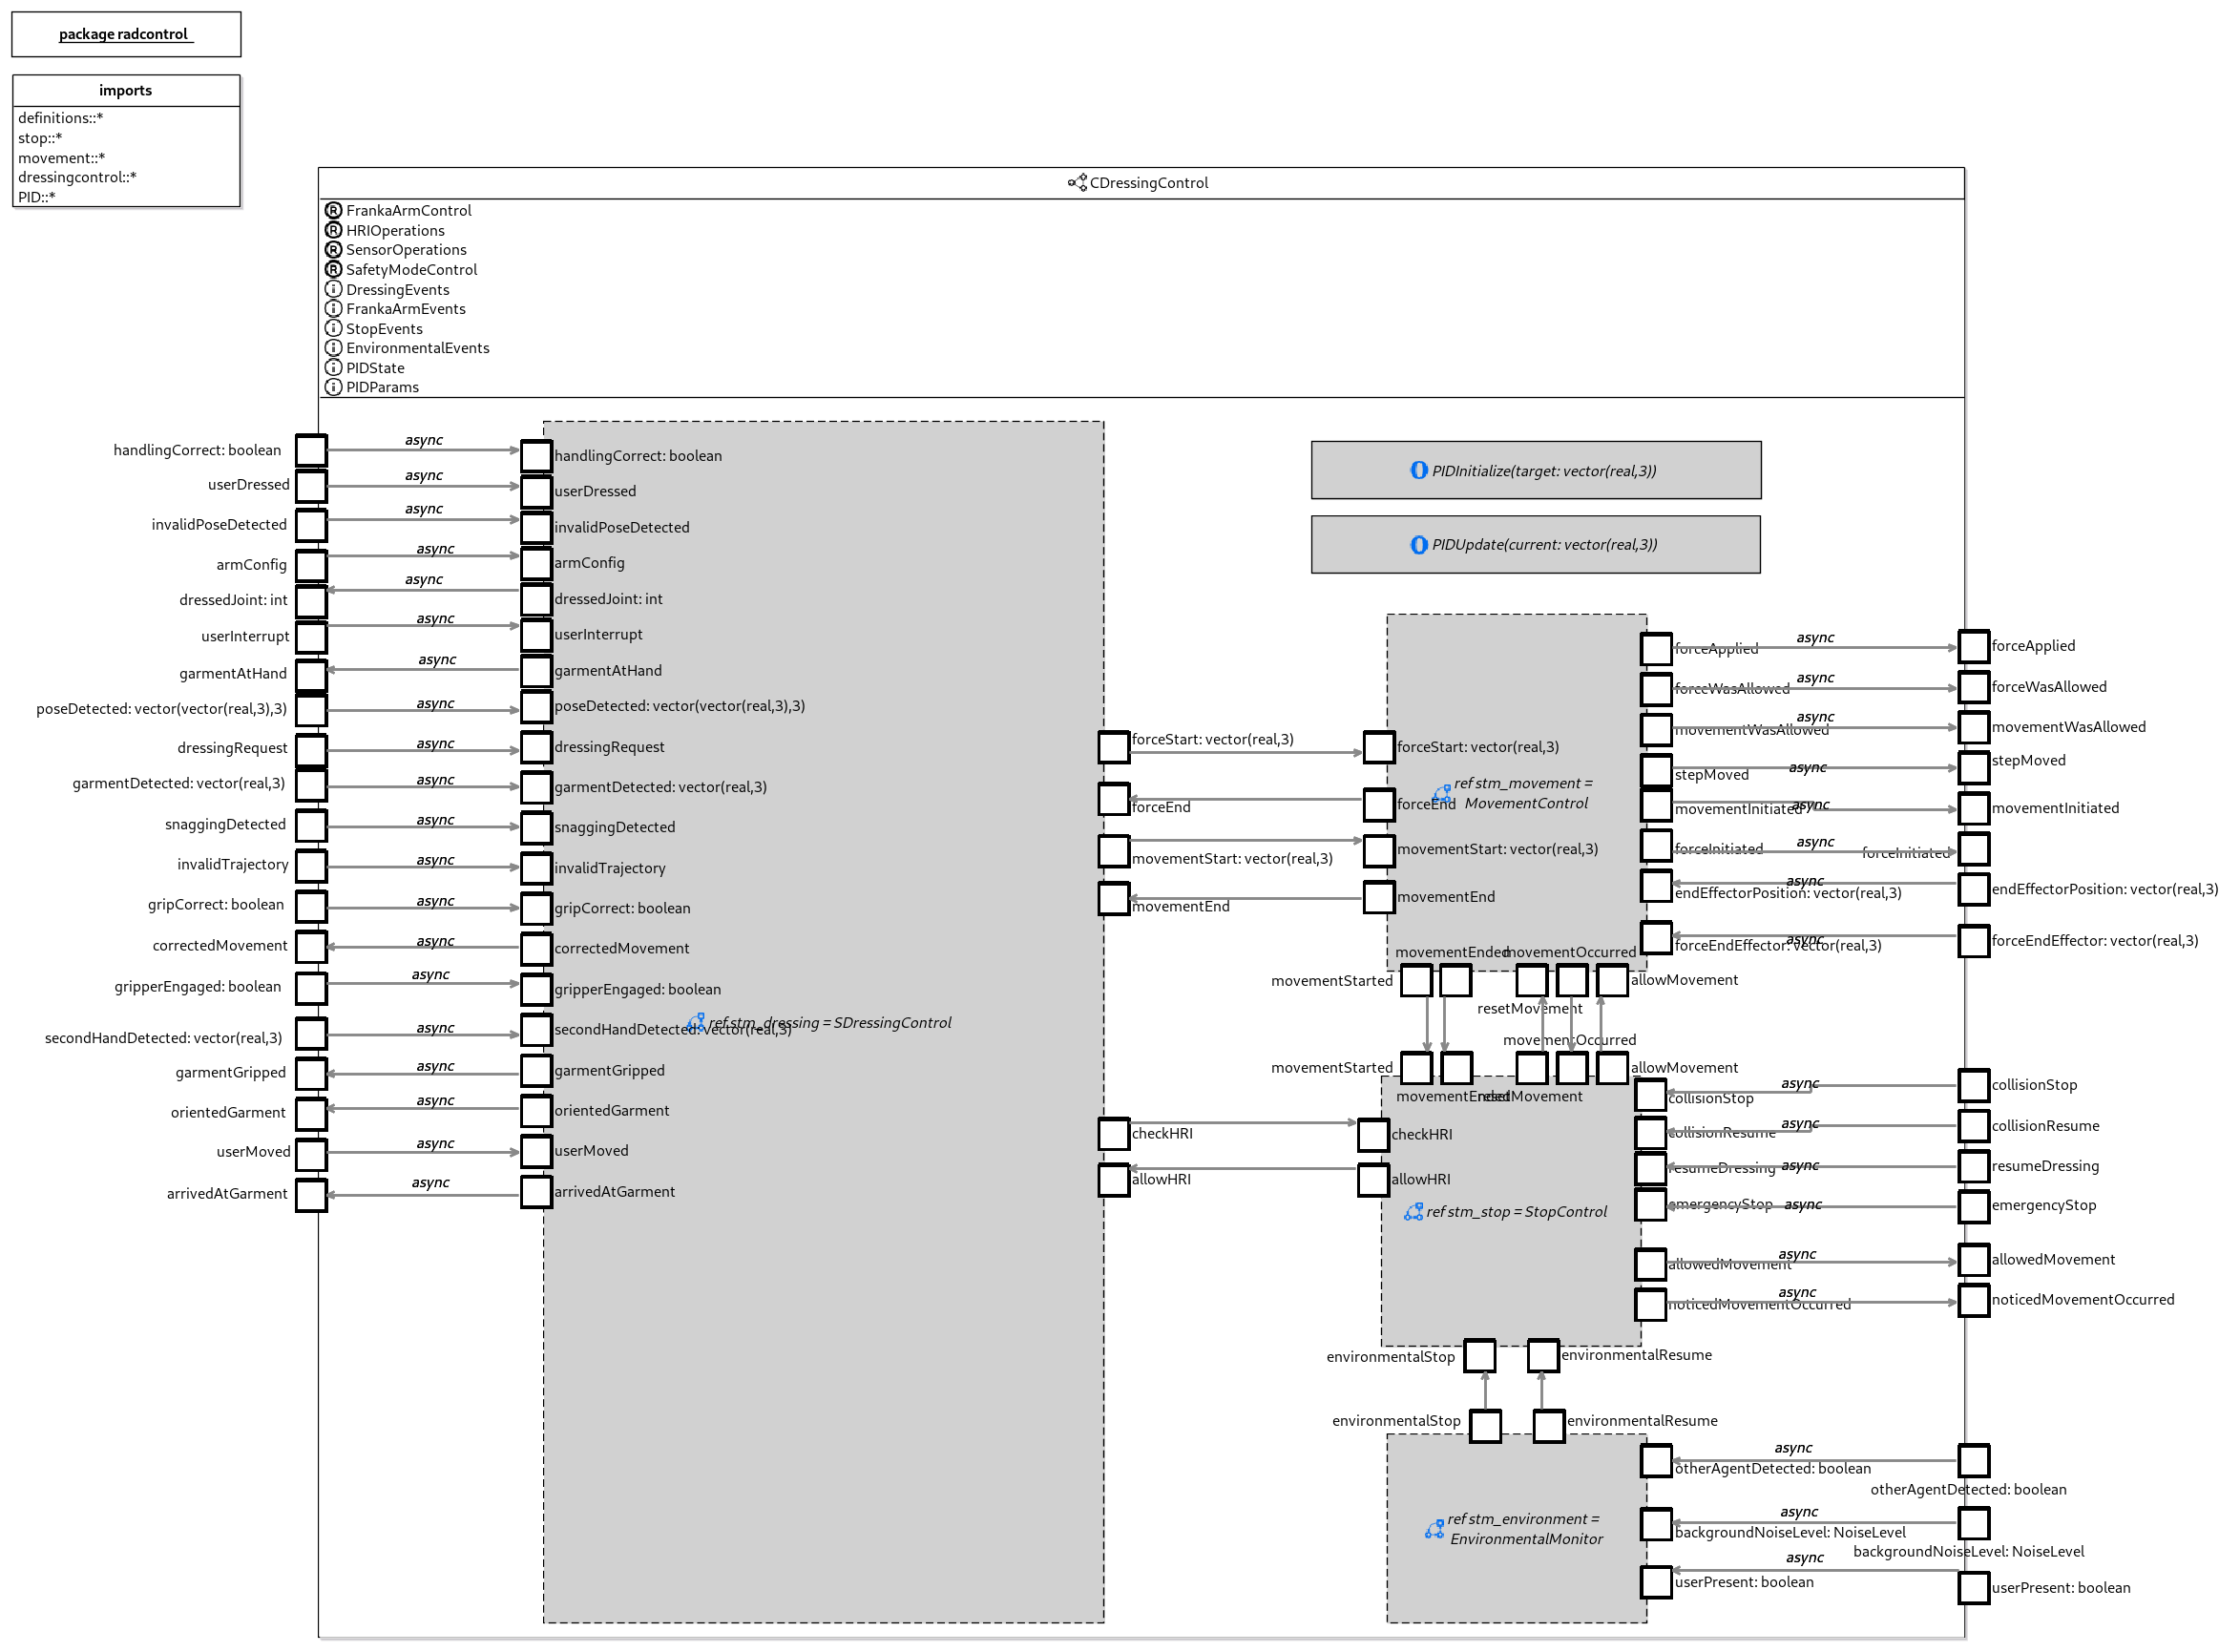 package radcontrol
imports
definitions::*
stop::*
movement::*
dressingcontrol::*
PID::*
CDressingControl
R FrankaArmControl
R HRIOperations
R SensorOperations
R SafetyModeControl
i DressingEvents
i FrankaArmEvents
i StopEvents
i EnvironmentalEvents
i PIDState
i PIDParams
handlingCorrect: boolean async handlingCorrect: boolean
userDressed async userDressed
invalidPoseDetected async invalidPoseDetected
armConfig async armConfig
dressedJoint: int async dressedJoint: int
userInterrupt async userInterrupt
garmentAtHand async garmentAtHand
poseDetected: vector(vector(real,3),3) async poseDetected: vector(vector(real,3),3)
dressingRequest async dressingRequest
garmentDetected: vector(real,3) async garmentDetected: vector(real,3)
snaggingDetected async snaggingDetected
invalidTrajectory async invalidTrajectory
gripCorrect: boolean async gripCorrect: boolean
correctedMovement async correctedMovement
gripperEngaged: boolean async gripperEngaged: boolean
secondHandDetected: vector(real,3) async secondHandDetected: vector(real,3)
garmentGripped async garmentGripped
orientedGarment async orientedGarment
userMoved async userMoved
arrivedAtGarment async arrivedAtGarment
ref stm_dressing = SDressingControl
O PIDInitialize(target: vector(real,3))
O PIDUpdate(current: vector(real,3))
forceStart: vector(real,3) forceStart: vector(real,3)
forceEnd forceEnd
movementStart: vector(real,3) movementStart: vector(real,3)
movementEnd movementEnd
ref stm_movement =
MovementControl
forceApplied async forceApplied
forceWasAllowed async forceWasAllowed
movementWasAllowed async movementWasAllowed
stepMoved async stepMoved
movementInitiated async movementInitiated
forceInitiated async forceInitiated
endEffectorPosition: vector(real,3) async endEffectorPosition: vector(real,3)
forceEndEffector: vector(real,3) async forceEndEffector: vector(real,3)
movementEnded movementOccurred
movementStarted allowMovement
resetMovement
movementOccurred
movementStarted allowMovement
movementEnded resetMovement
checkHRI checkHRI
allowHRI allowHRI
ref stm_stop = StopControl
collisionStop async collisionStop
collisionResume async collisionResume
resumeDressing async resumeDressing
emergencyStop async emergencyStop
allowedMovement async allowedMovement
noticedMovementOccurred async noticedMovementOccurred
environmentalStop environmentalResume
environmentalStop environmentalResume
ref stm_environment =
EnvironmentalMonitor
otherAgentDetected: boolean async otherAgentDetected: boolean
backgroundNoiseLevel: NoiseLevel async backgroundNoiseLevel: NoiseLevel
userPresent: boolean async userPresent: boolean